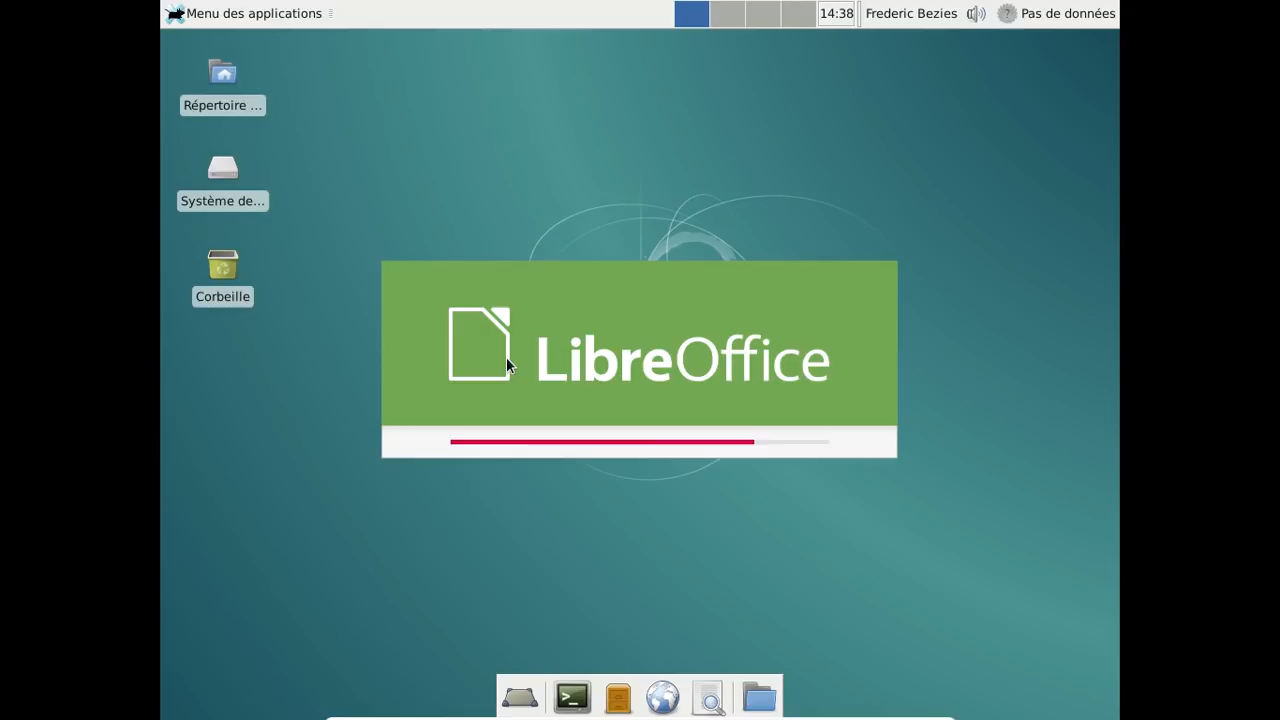 Menu des applications
14:38
Frederic Bezies
Pas de données
Répertoire ...
Système de...
Corbeille
LibreOffice
>_